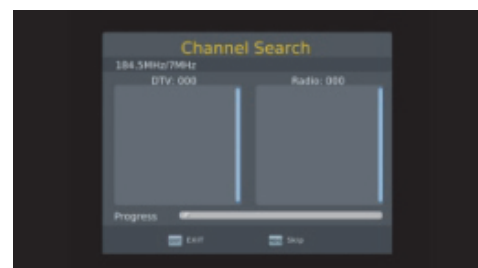 Channel Search
184.5MHz/7MHz
DTV: 000 Radio: 000
Progress
EXIT Skip